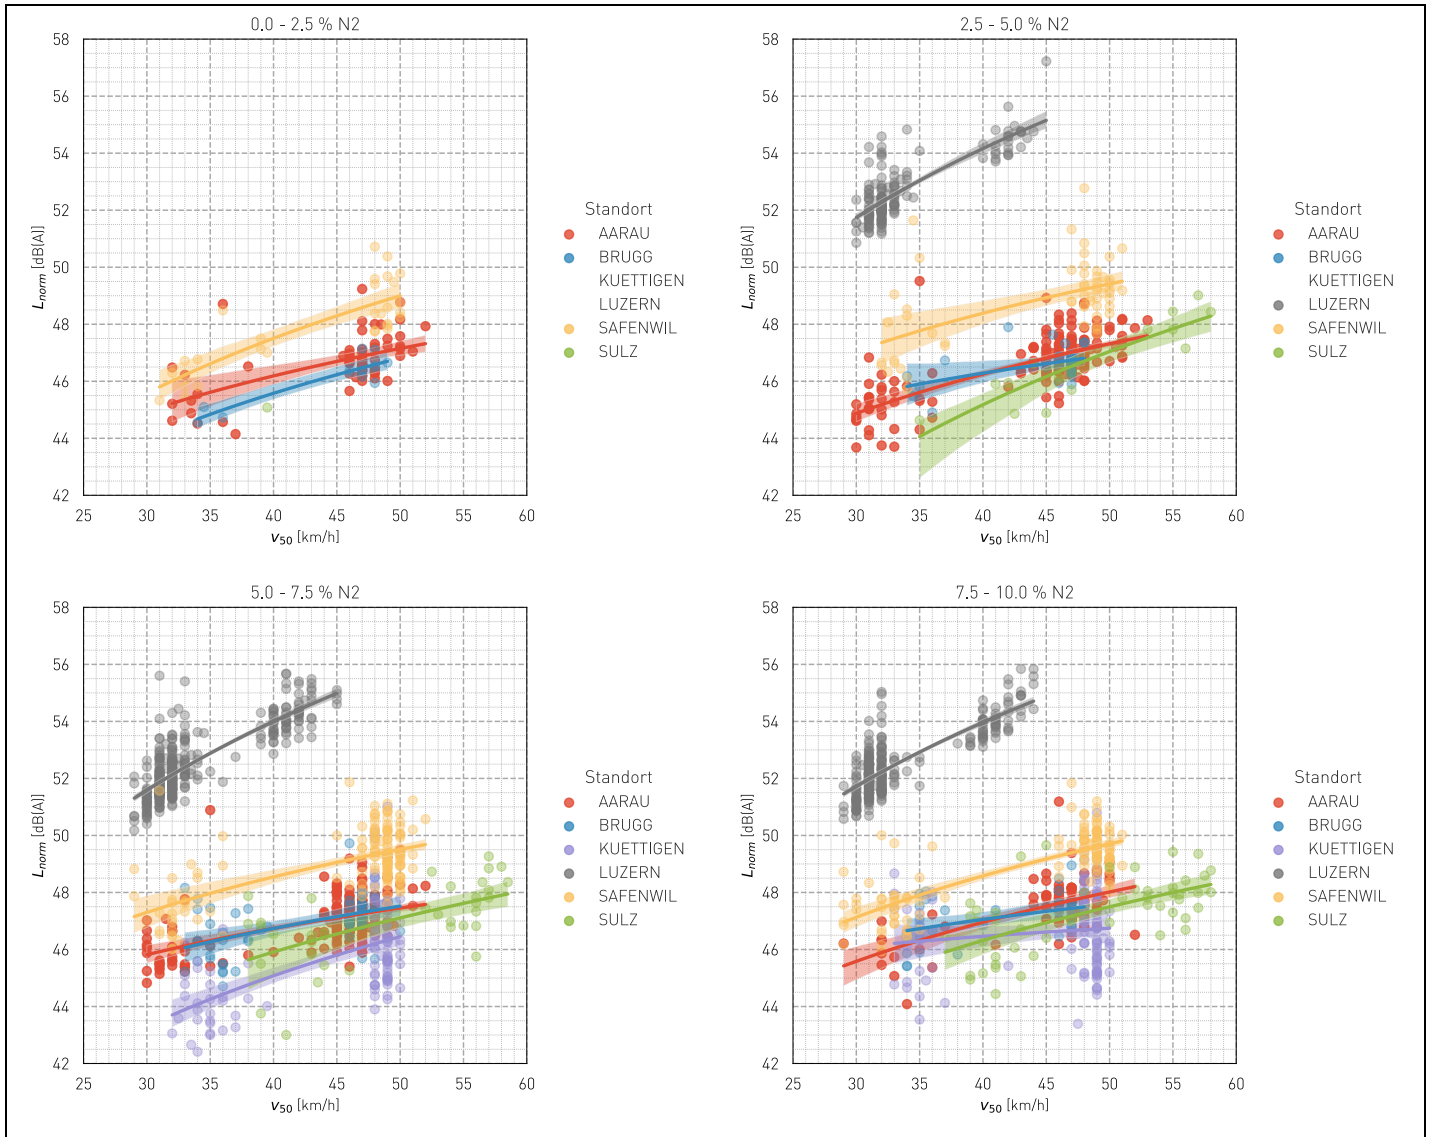 0.0 - 2.5 % N2
58
56
54
52
50
48
46
44
42
25 30 35 40 45 50 55 60
L_norm [dB(A)]
v_50 [km/h]
Standort
AARAU
BRUGG
KUETTIGEN
LUZERN
SAFENWIL
SULZ
2.5 - 5.0 % N2
58
56
54
52
50
48
46
44
42
25 30 35 40 45 50 55 60
L_norm [dB(A)]
v_50 [km/h]
Standort
AARAU
BRUGG
KUETTIGEN
LUZERN
SAFENWIL
SULZ
5.0 - 7.5 % N2
58
56
54
52
50
48
46
44
42
25 30 35 40 45 50 55 60
L_norm [dB(A)]
v_50 [km/h]
Standort
AARAU
BRUGG
KUETTIGEN
LUZERN
SAFENWIL
SULZ
7.5 - 10.0 % N2
58
56
54
52
50
48
46
44
42
25 30 35 40 45 50 55 60
L_norm [dB(A)]
v_50 [km/h]
Standort
AARAU
BRUGG
KUETTIGEN
LUZERN
SAFENWIL
SULZ